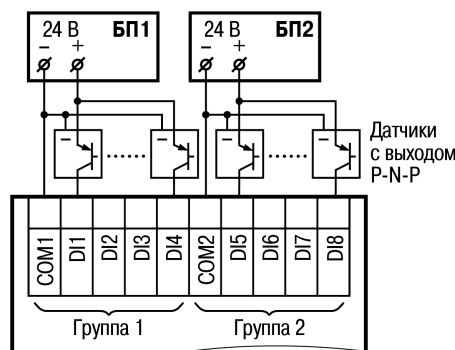 24 В БП1
– +
24 В БП2
– +
Датчики
с выходом
P-N-P
–
–
–
–
COM1
DI1
DI2
DI3
DI4
COM2
DI5
DI6
DI7
DI8
Группа 1
Группа 2